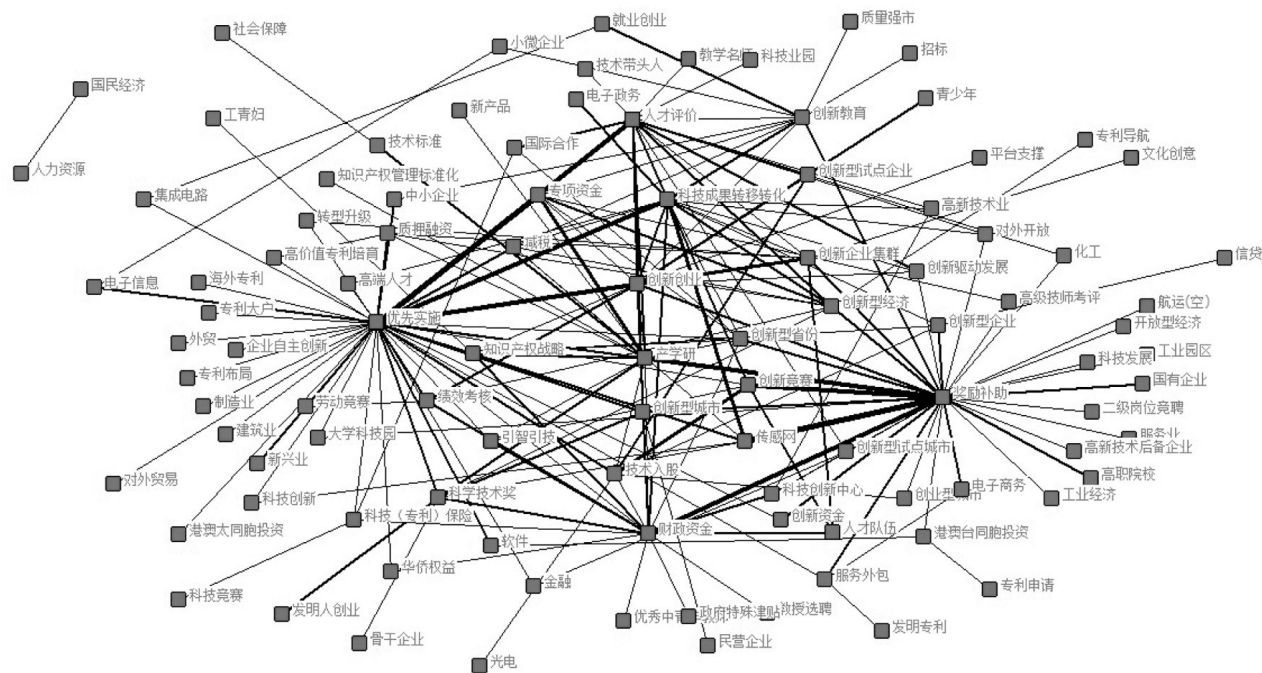 就业创业
质量强市
社会保障
小微企业
教学名师
科技业园
招标
技术带头人
国民经济
电子政务
青少年
工青妇
新产品
人才评价
创新教育
专利导航
技术标准
国际合作
平台支撑
文化创意
人力资源
知识产权管理标准化
创新型试点企业
集成电路
中小企业
专项资金
科技成果转移转化
高新技术业
转型升级
质押融资
减税
对外开放
高价值专利培育
创新企业集群
化工
信贷
电子信息
海外专利
高端人才
创新创业
创新驱动发展
专利大户
优先实施
创新型经济
高级技师考评
航运(空)
外贸
企业自主创新
知识产权战略
产学研
创新型省份
创新型企业
开放型经济
工业园区
专利布局
科技发展
创新竞赛
国有企业
制造业
劳动竟赛
绩效考核
创新型城市
奖励补助
二级岗位竟聘
建筑业
大学科技园
引智引技
传感网
服务业
新兴业
创新型试点城市
高新技术后备企业
对外贸易
技术入股
高职院校
科技创新
科学技术奖
科技创新中心
电子商务
工业经济
港澳太同胞投资
科技（专利）保险
创新资金
财政资金
人才队伍
港澳台同胞投资
软件
华侨权益
金融
服务外包
专利申请
科技竟赛
发明人创业
政府特殊津贴
教授选聘
发明专利
骨干企业
民营企业
光电